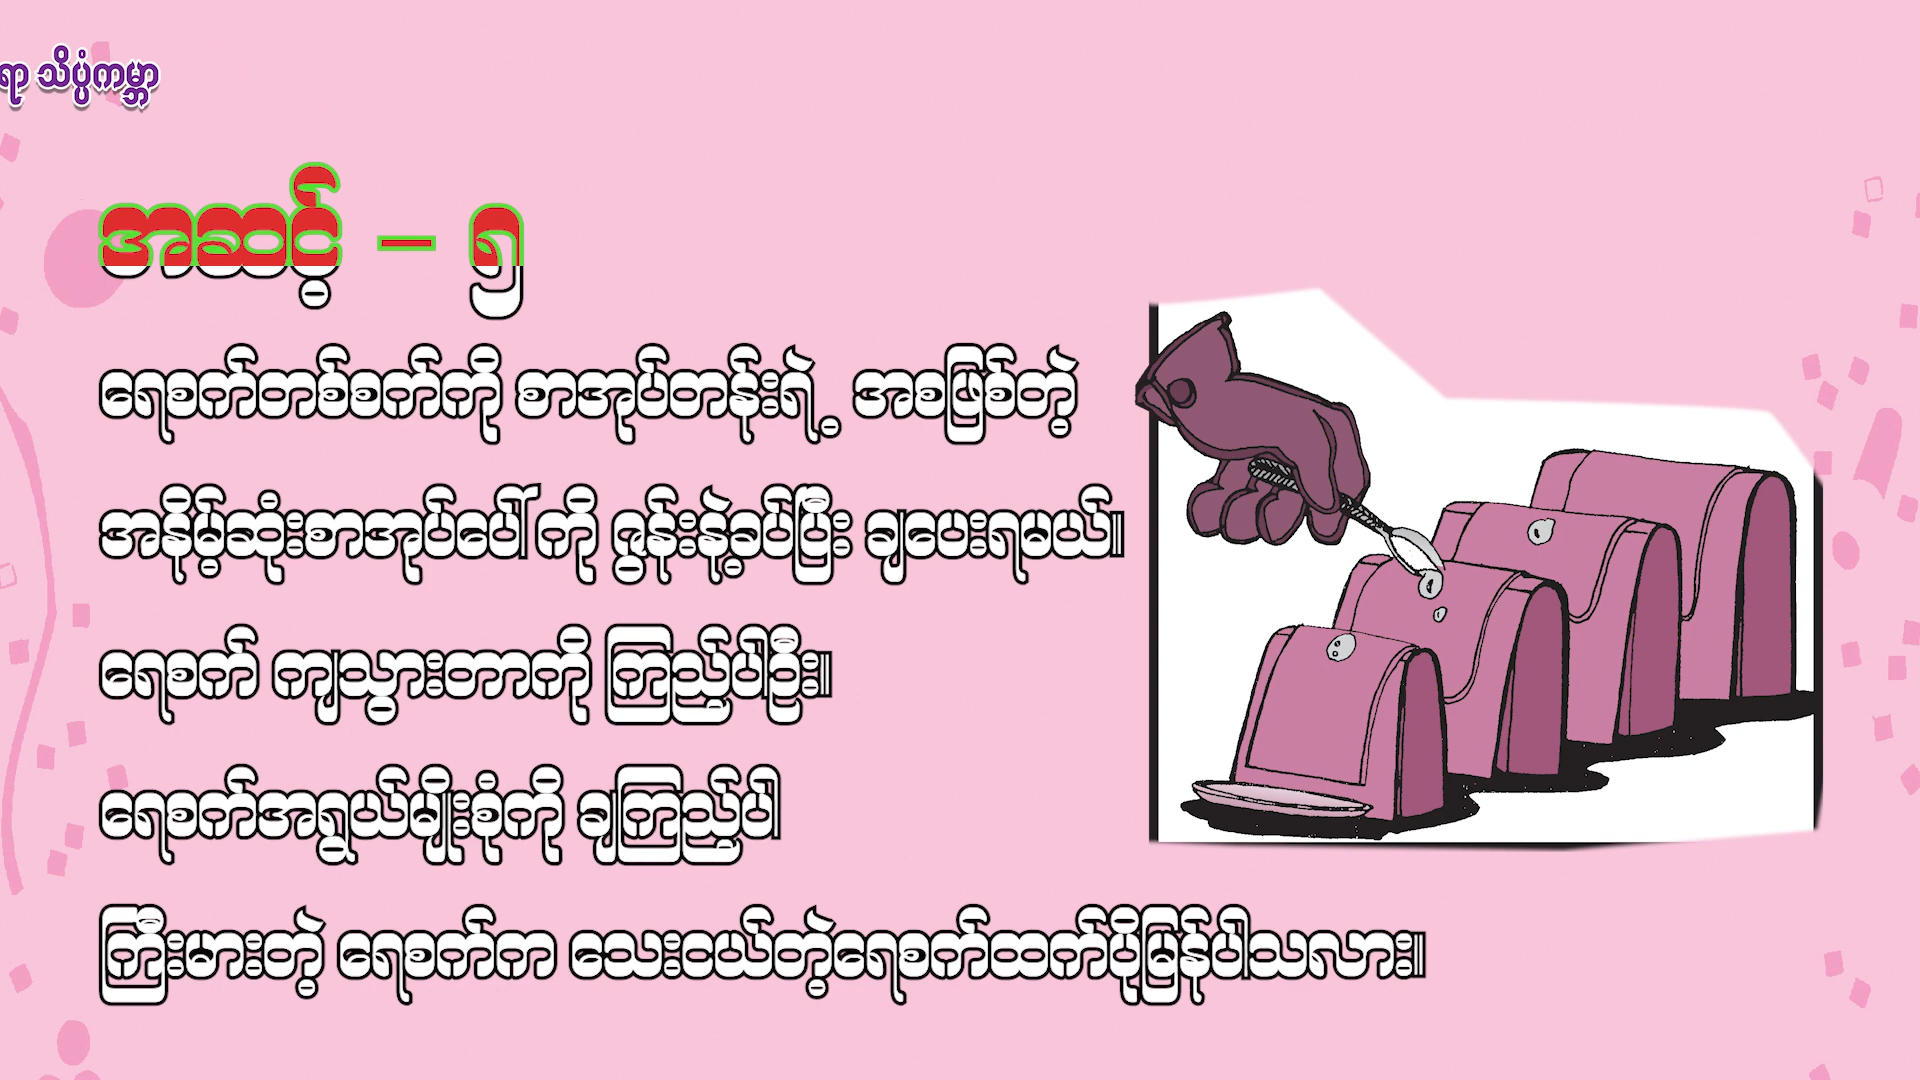 ရာ သိပ္ပံကမ္ဘာ
အဆင့် – ၅
ရေစက်တစ်စက်ကို စာအုပ်တန်းရဲ့ အစဖြစ်တဲ့
အနိမ့်ဆုံးစာအုပ်ပေါ်ကို ဇွန်းနဲ့ခပ်ပြီး ချပေးရမယ်။
ရေစက် ကျသွားတာကို ကြည့်ပါဦး။
ရေစက်အရွယ်မျိုးစုံကို ချကြည့်ပါ
ကြီးမားတဲ့ ရေစက်က သေးငယ်တဲ့ရေစက်ထက်ပိုမြန်ပါသလား။